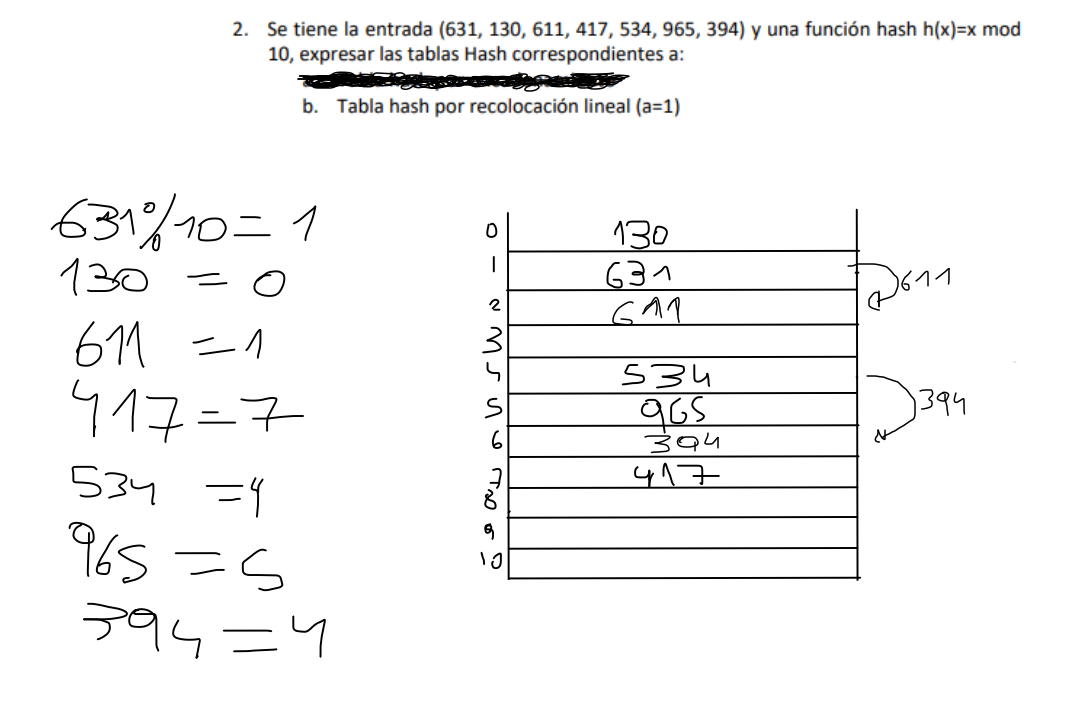 2. Se tiene la entrada (631, 130, 611, 417, 534, 965, 394) y una función hash h(x)=x mod
10, expresar las tablas Hash correspondientes a:
b. Tabla hash por recolocación lineal (a=1)
631%10 = 1
130 = 0
611 = 1
417 = 7
534 = 4
965 = 5
394 = 4
0 130
1 631
611
2 611
3
4 534
394
5 965
6 394
7 417
8
9
10